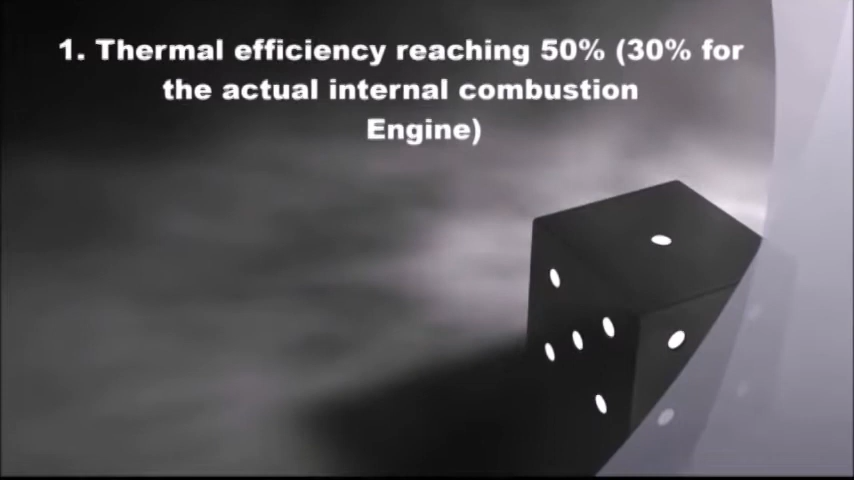 1. Thermal efficiency reaching 50% (30% for
the actual internal combustion
Engine)